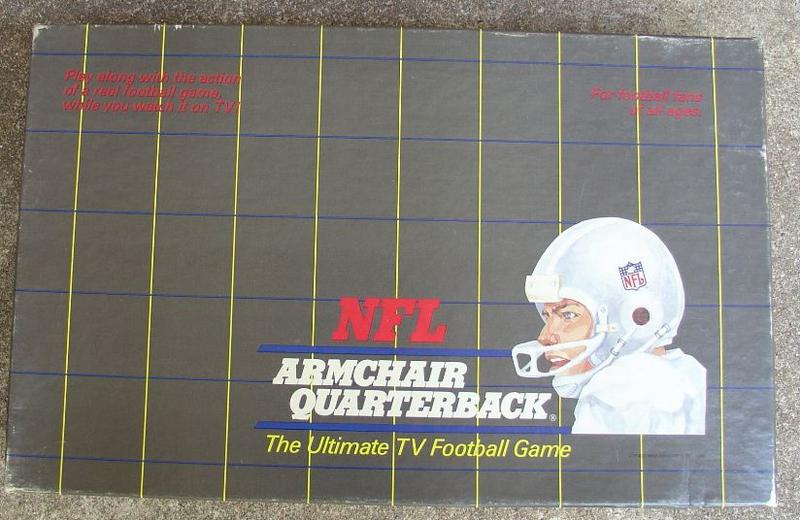 Play along with the action
of a real football game,
while you watch it on TV!
For football fans
of all ages.
NFL
NFL
ARMCHAIR
QUARTERBACK®
The Ultimate TV Football Game